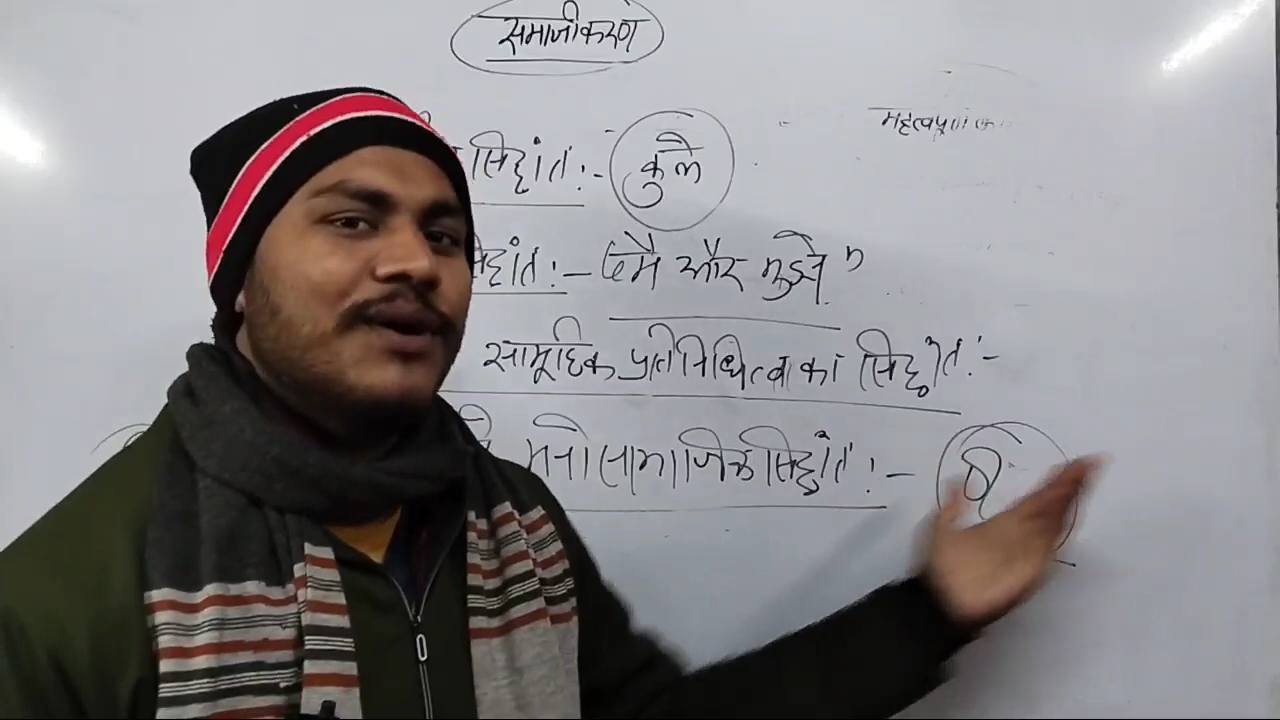 समाजीकरण
महत्वपूर्ण
सिद्दांत :- कुले
सिद्दांत :- "मै और मुझे"
सामूहिक प्रतिनिधित्व का सिद्दांत :-
मनोसामाजिक सिद्दांत :-